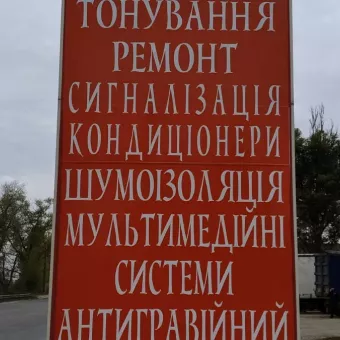 ТОНУВАННЯ
РЕМОНТ
СИГНАЛІЗАЦІЯ
КОНДИЦІОНЕРИ
ШУМОІЗОЛЯЦІЯ
МУЛЬТИМЕДІЙНІ
СИСТЕМИ
АНТИГРАВІЙНИЙ